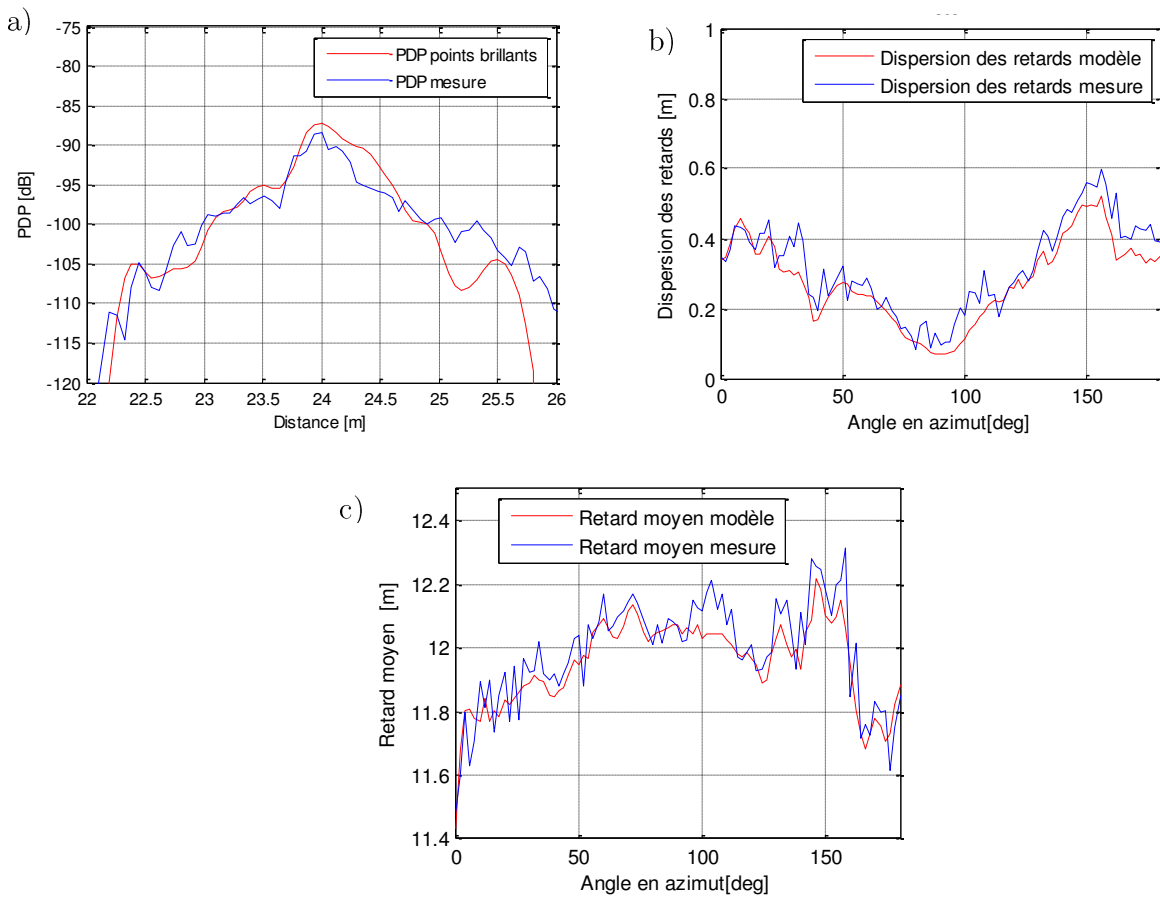 a)
-75
-80
-85
-90
-95
-100
-105
-110
-115
-120
PDP [dB]
PDP points brillants
PDP mesure
22 22.5 23 23.5 24 24.5 25 25.5 26
Distance [m]
b)
1
0.8
0.6
0.4
0.2
0
Dispersion des retards [m]
Dispersion des retards modèle
Dispersion des retards mesure
0 50 100 150
Angle en azimut[deg]
c)
12.4
12.2
12
11.8
11.6
11.4
Retard moyen [m]
Retard moyen modèle
Retard moyen mesure
0 50 100 150
Angle en azimut[deg]